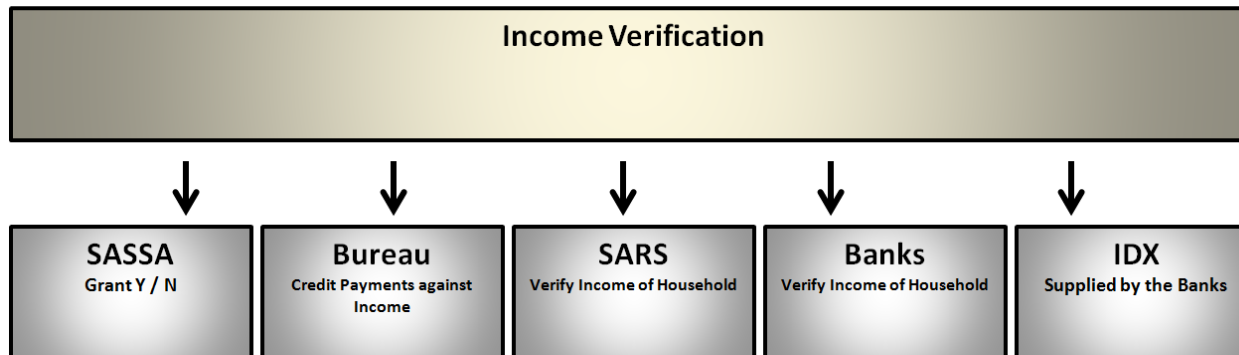 Income Verification
SASSA
Grant Y / N
Bureau
Credit Payments against
Income
SARS
Verify Income of Household
Banks
Verify Income of Household
IDX
Supplied by the Banks